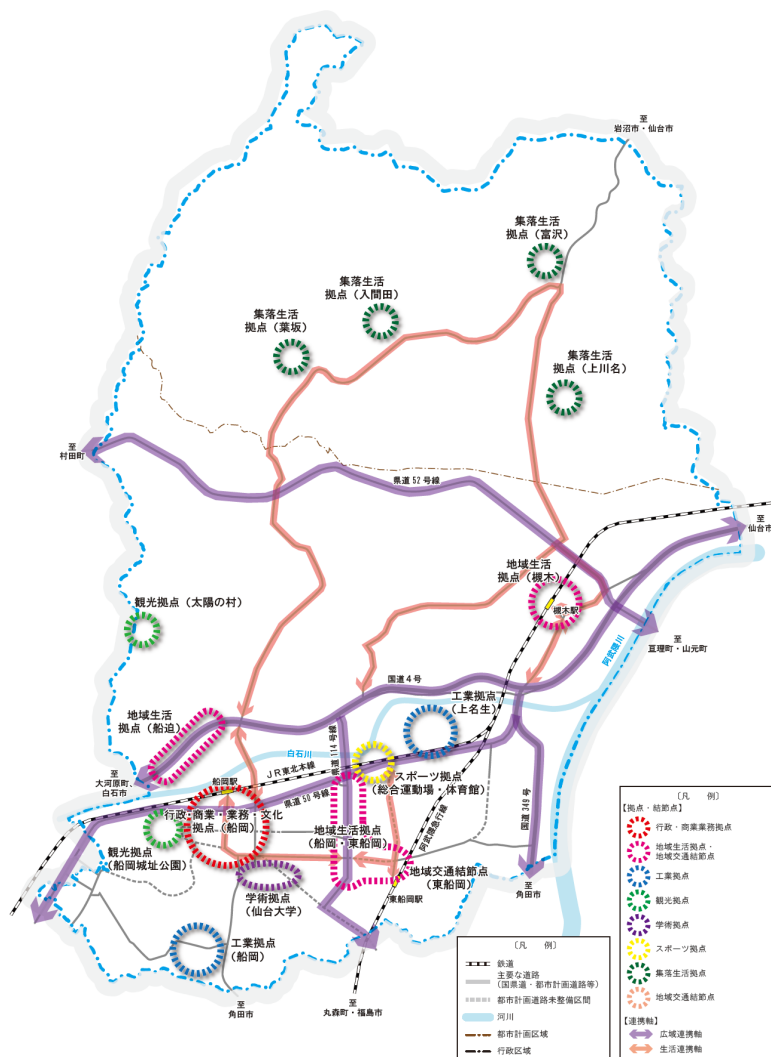 至
岩沼市・仙台市
集落生活
拠点（富沢）
集落生活
拠点（入間田）
集落生活
拠点（葉坂）
集落生活
拠点（上川名）
至
村田町
県道52号線
至
仙台市
地域生活
拠点（槻木）
槻木駅
観光拠点（太陽の村）
阿武隈川
至
亘理町・山元町
国道4号
地域生活
拠点（船迫）
工業拠点
（上名生）
県道114号線
白石川
JR東北本線
至
大河原町、
白石市
船岡駅
スポーツ拠点
（総合運動場・体育館）
県道50号線
行政・商業・業務・文化
拠点（船岡）
地域生活拠点
（船岡・東船岡）
阿武隈急行線
国道349号
観光拠点
（船岡城址公園）
地域交通結節点
（東船岡）
東船岡駅
至
角田市
学術拠点
（仙台大学）
工業拠点
（船岡）
至
角田市
至
丸森町・福島市
〔凡　例〕
鉄道
主要な道路
（国県道・都市計画道路等）
都市計画道路未整備区間
河川
都市計画区域
行政区域
〔凡　例〕
【拠点・結節点】
行政・商業業務拠点
地域生活拠点・
地域交通結節点
工業拠点
観光拠点
学術拠点
スポーツ拠点
集落生活拠点
地域交通結節点
【連携軸】
広域連携軸
生活連携軸